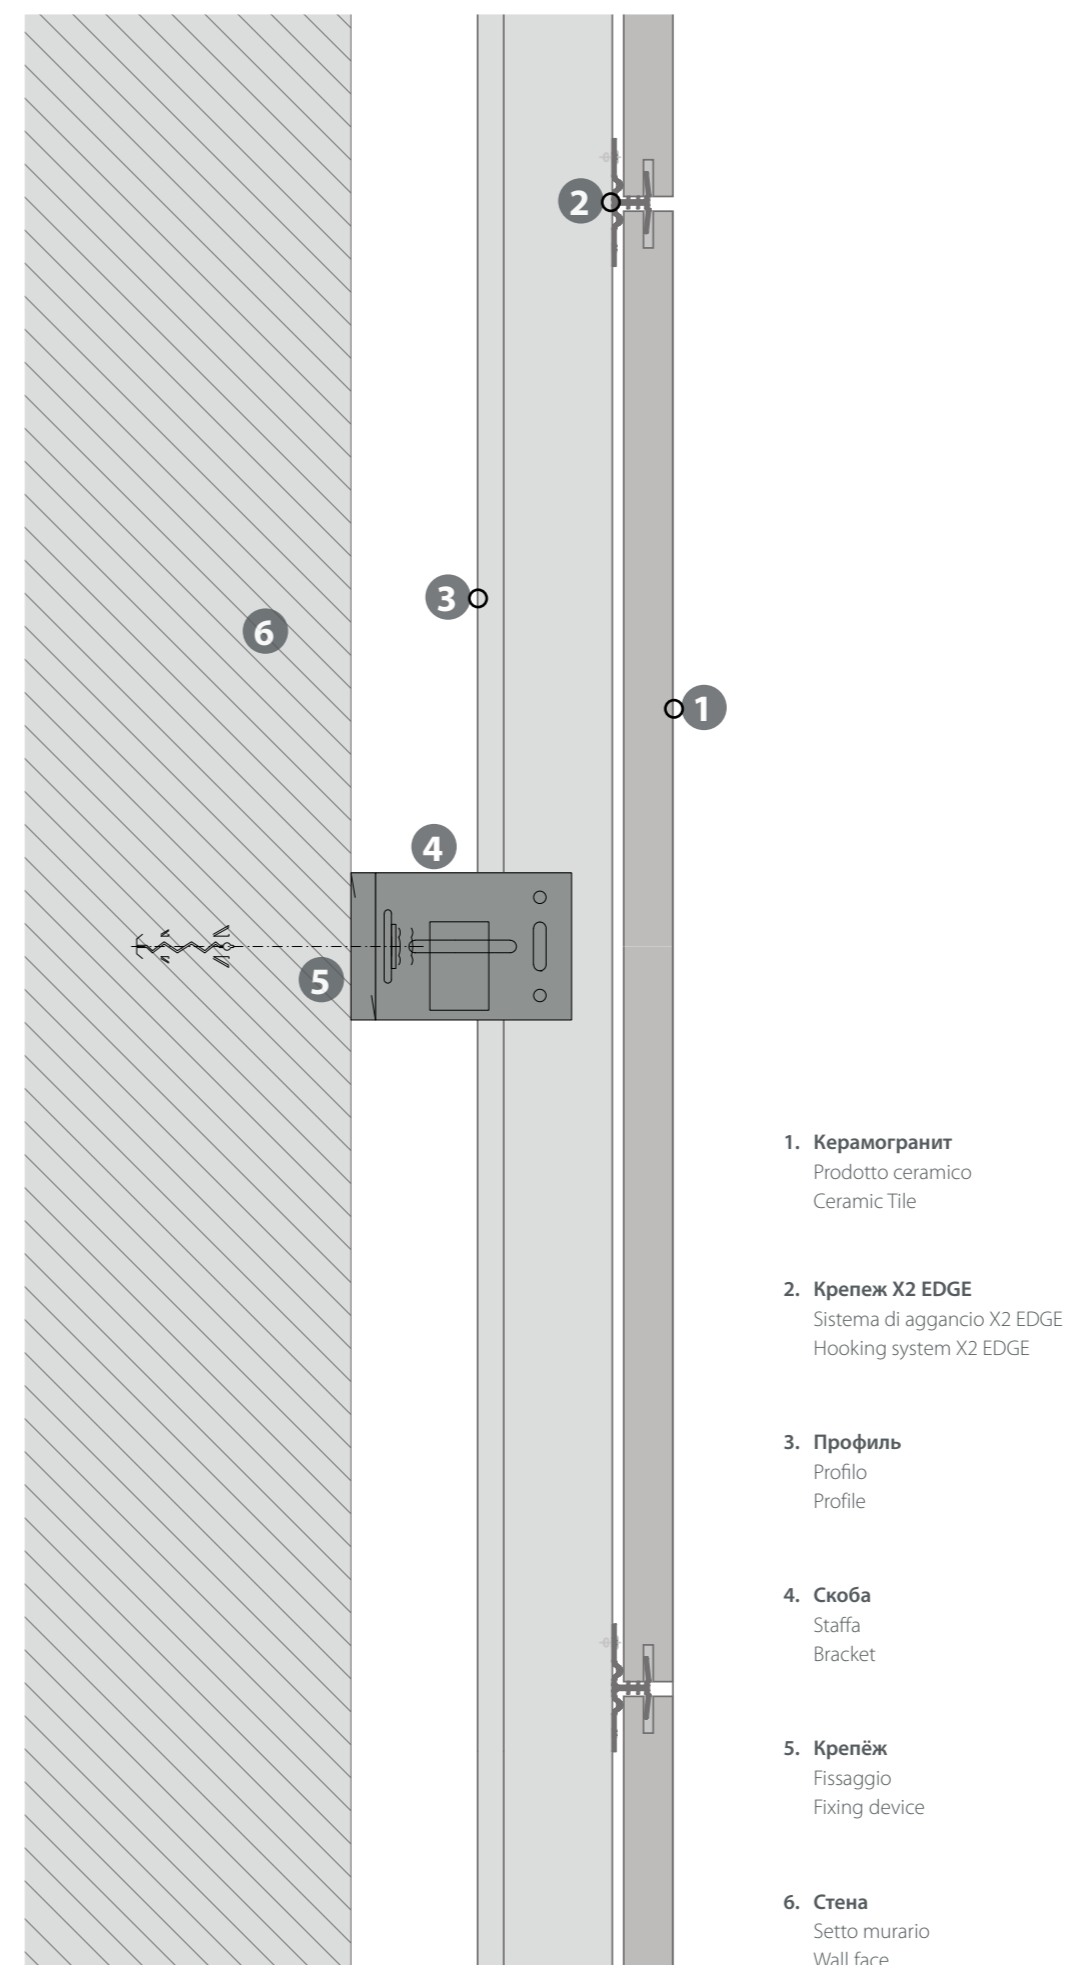 2
3
6
1
4
5
1. Керамогранит
Prodotto ceramico
Ceramic Tile
2. Крепеж X2 EDGE
Sistema di aggancio X2 EDGE
Hooking system X2 EDGE
3. Профиль
Profilo
Profile
4. Скоба
Staffa
Bracket
5. Крепёж
Fissaggio
Fixing device
6. Стена
Setto murario
Wall face